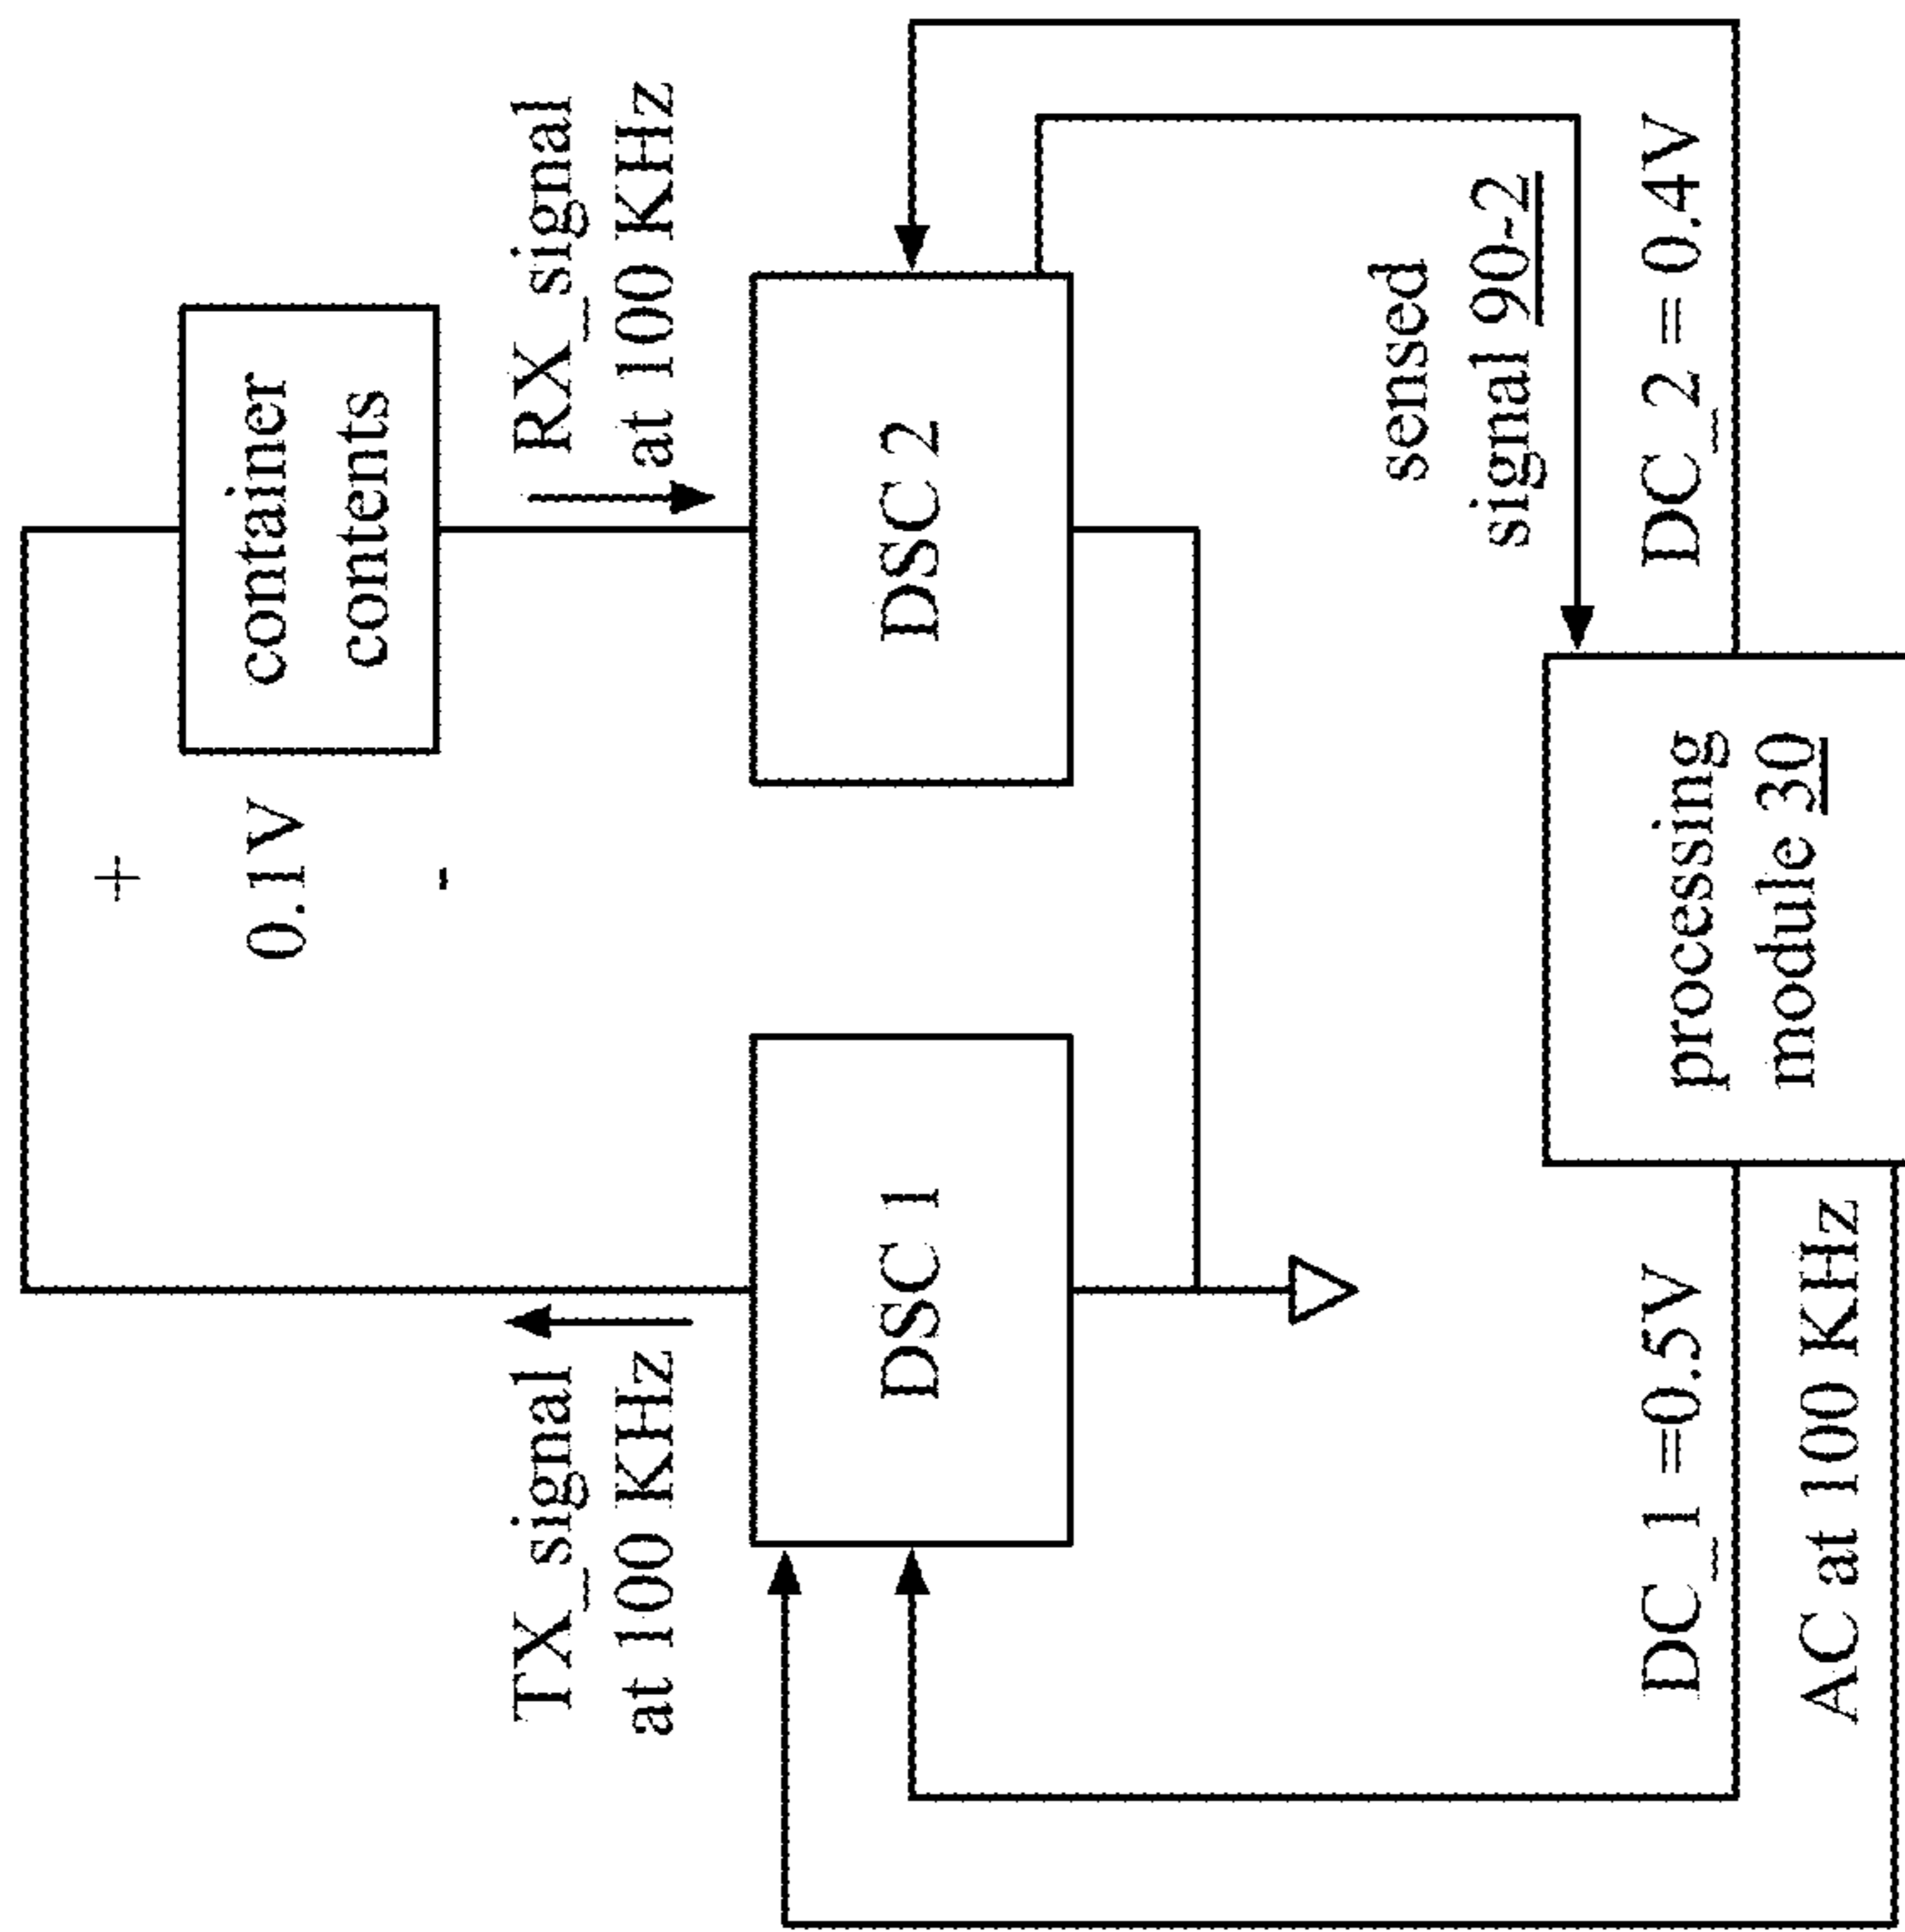 +
0.1V
-
container
contents
TX_signal
at 100 KHz
RX_signal
at 100 KHz
DSC 1
DSC 2
sensed
signal 90-2
DC_1 =0.5V
AC at 100 KHz
processing
module 30
DC_2 = 0.4V